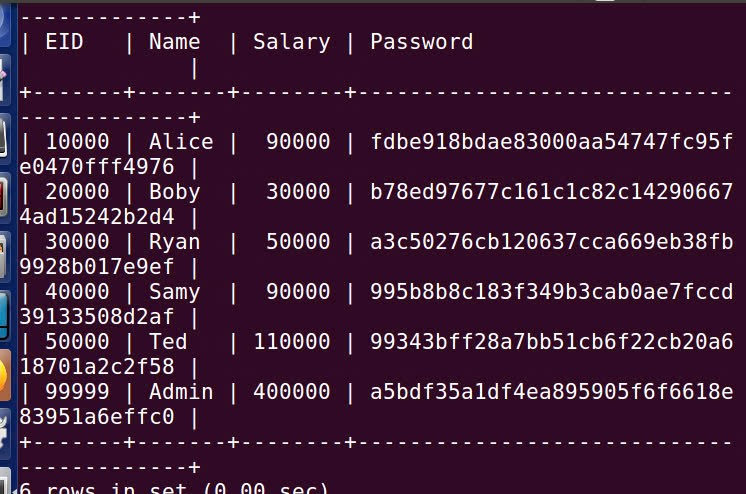 -------------+
| EID   | Name  | Salary | Password
             |
+-------+-------+--------+-----------------------------
-------------+
| 10000 | Alice |  90000 | fdbe918bdae83000aa54747fc95f
e0470fff4976 |
| 20000 | Boby  |  30000 | b78ed97677c161c1c82c14290667
4ad15242b2d4 |
| 30000 | Ryan  |  50000 | a3c50276cb120637cca669eb38fb
9928b017e9ef |
| 40000 | Samy  |  90000 | 995b8b8c183f349b3cab0ae7fccd
39133508d2af |
| 50000 | Ted   | 110000 | 99343bff28a7bb51cb6f22cb20a6
18701a2c2f58 |
| 99999 | Admin | 400000 | a5bdf35a1df4ea895905f6f6618e
83951a6effc0 |
+-------+-------+--------+-----------------------------
-------------+
6 rows in set (0.00 sec)